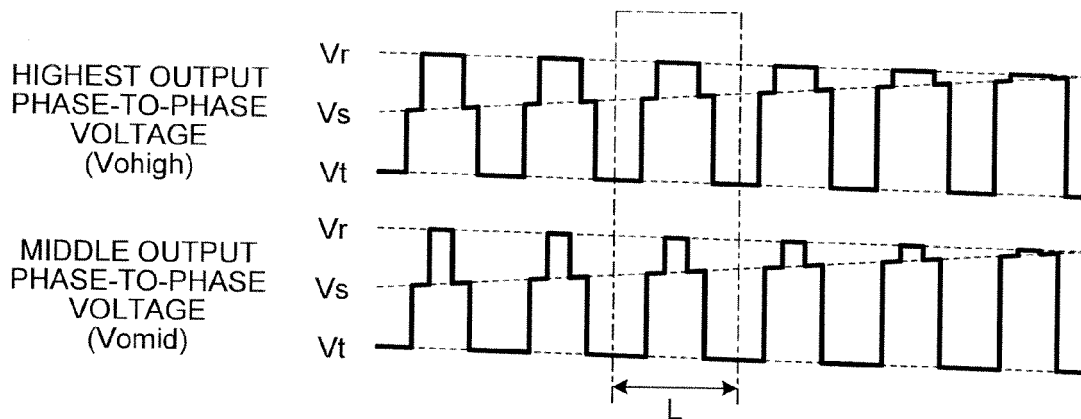 HIGHEST OUTPUT
PHASE-TO-PHASE
VOLTAGE
(Vohigh)
Vr
Vs
Vt
MIDDLE OUTPUT
PHASE-TO-PHASE
VOLTAGE
(Vomid)
Vr
Vs
Vt
L